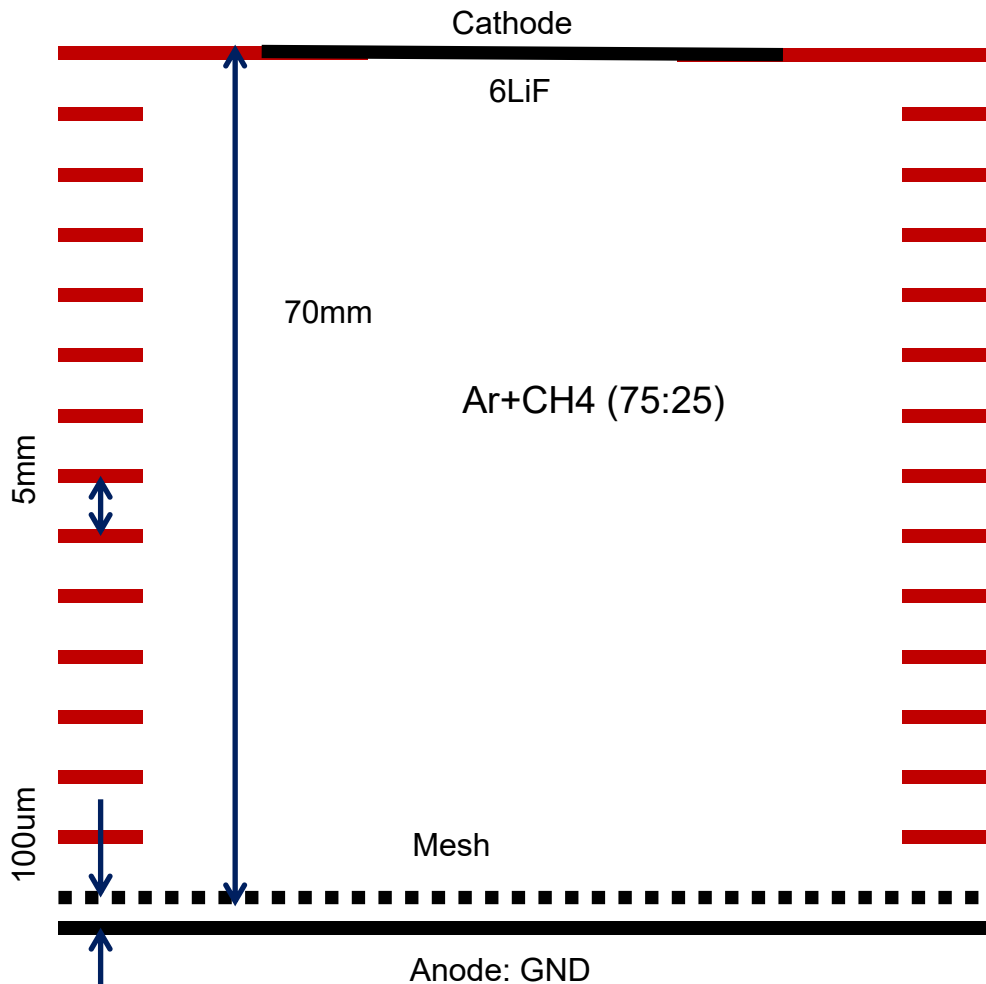 Cathode
6LiF
70mm
Ar+CH4 (75:25)
5mm
100um
Mesh
Anode: GND